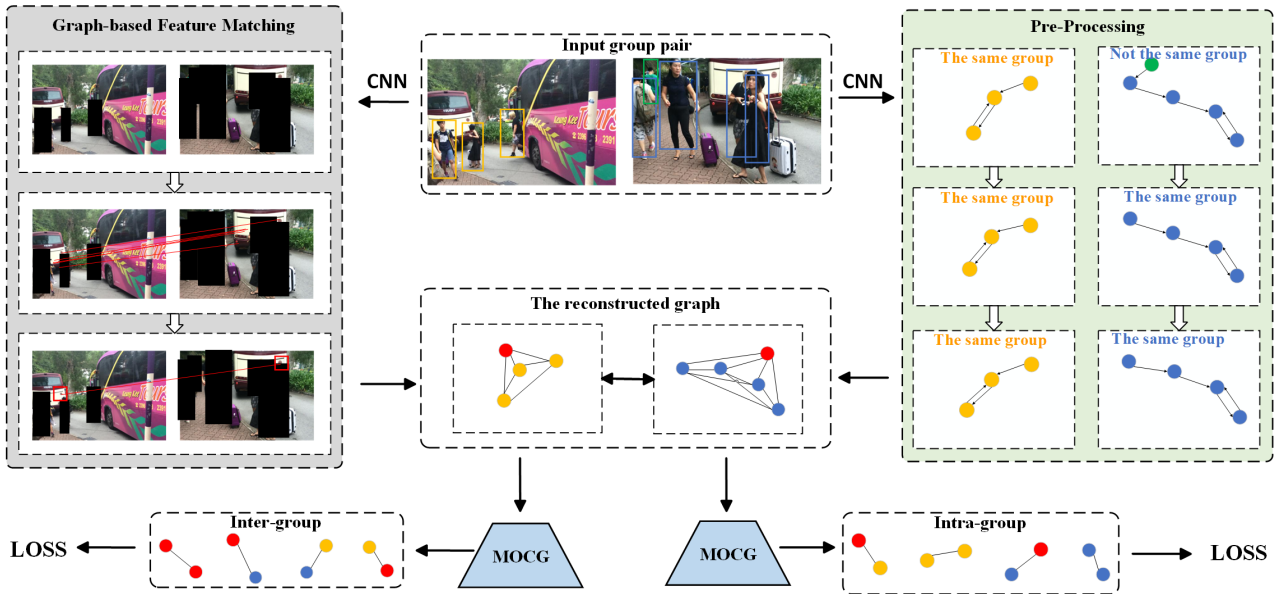 Graph-based Feature Matching
Input group pair
Pre-Processing
CNN
CNN
The same group
Not the same group
The same group
The same group
The same group
The same group
The reconstructed graph
Inter-group
MOCG
MOCG
Intra-group
LOSS
LOSS